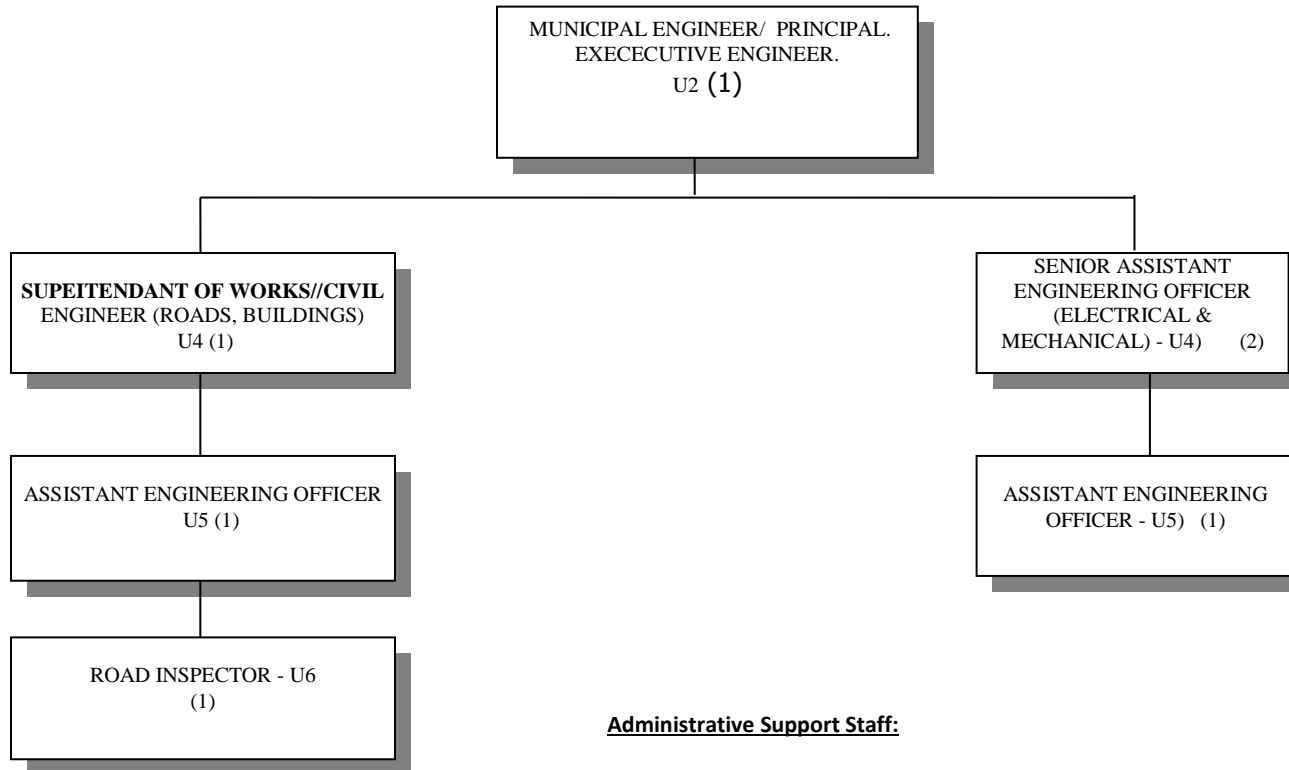 MUNICIPAL ENGINEER/ PRINCIPAL.
EXECECUTIVE ENGINEER.
U2 (1)
SUPEITENDANT OF WORKS//CIVIL
ENGINEER (ROADS, BUILDINGS)
U4 (1)
SENIOR ASSISTANT
ENGINEERING OFFICER
(ELECTRICAL &
MECHANICAL) - U4) (2)
ASSISTANT ENGINEERING OFFICER
U5 (1)
ASSISTANT ENGINEERING
OFFICER - U5) (1)
ROAD INSPECTOR - U6
(1)
Administrative Support Staff: